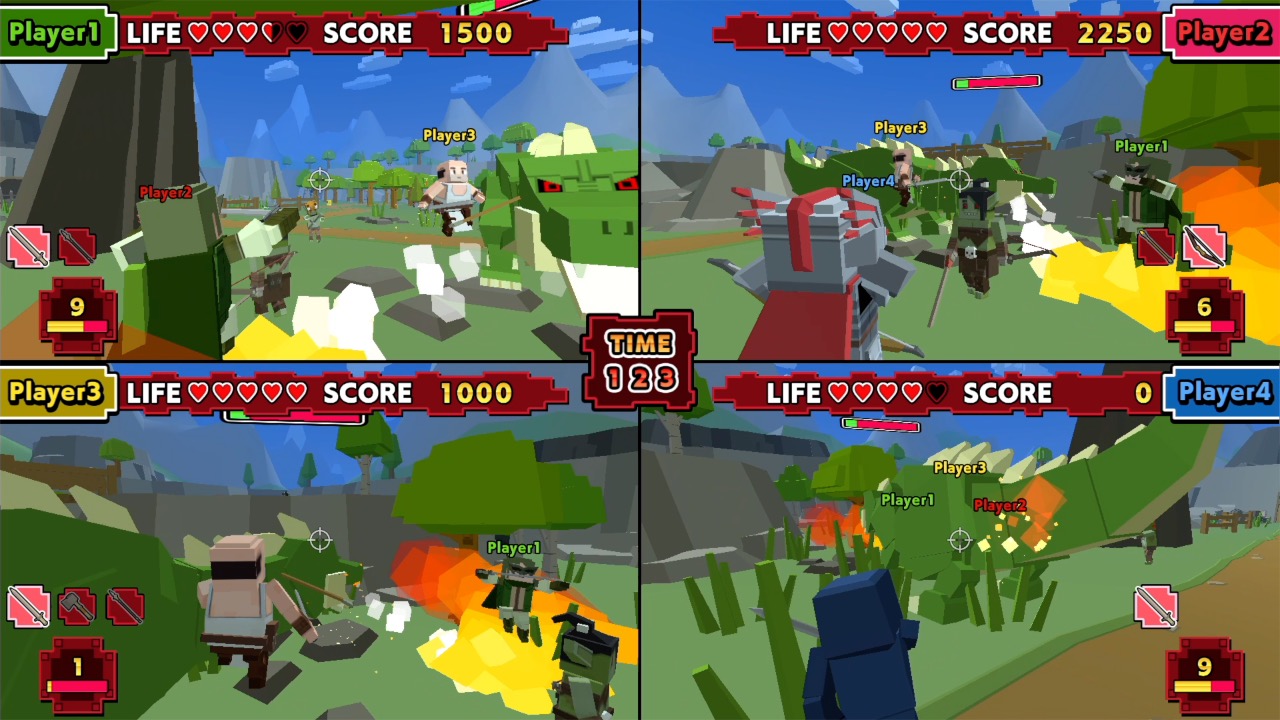 Player1 LIFE SCORE 1500
LIFE SCORE 2250 Player2
Player3
Player2
Player3
Player1
Player4
9
6
TIME
123
Player3 LIFE SCORE 1000
LIFE SCORE 0 Player4
Player1
Player3
Player1
Player2
1
9